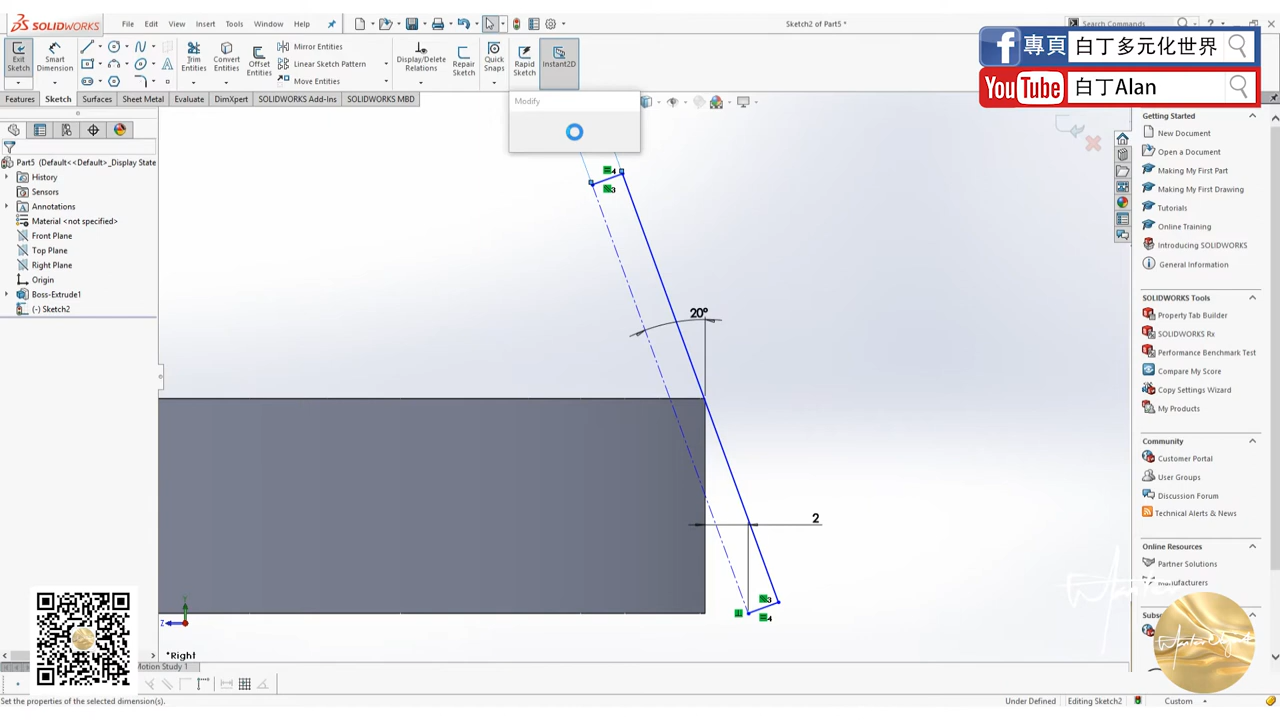 SOLIDWORKS
File
Edit
View
Insert
Tools
Window
Help
Sketch2 of Part5 *
Search Commands
Exit Sketch
Smart Dimension
Trim Entities
Convert Entities
Offset Entities
Mirror Entities
Linear Sketch Pattern
Move Entities
Display/Delete Relations
Repair Sketch
Quick Snaps
Rapid Sketch
Instant2D
Features
Sketch
Surfaces
Sheet Metal
Evaluate
DimXpert
SOLIDWORKS Add-Ins
SOLIDWORKS MBD
Modify
專頁
白丁多元化世界
YouTube
白丁Alan
Part5 (Default<<Default>_Display State
History
Sensors
Annotations
Material <not specified>
Front Plane
Top Plane
Right Plane
Origin
Boss-Extrude1
(-) Sketch2
4
3
20°
2
3
4
Y
Z
*Right
Getting Started
New Document
Open a Document
Making My First Part
Making My First Drawing
Tutorials
Online Training
Introducing SOLIDWORKS
General Information
SOLIDWORKS Tools
Property Tab Builder
SOLIDWORKS Rx
Performance Benchmark Test
Compare My Score
Copy Settings Wizard
My Products
Community
Customer Portal
User Groups
Discussion Forum
Technical Alerts & News
Online Resources
Partner Solutions
Manufacturers
Motion Study 1
Set the properties of the selected dimension(s).
Under Defined
Editing Sketch2
Custom